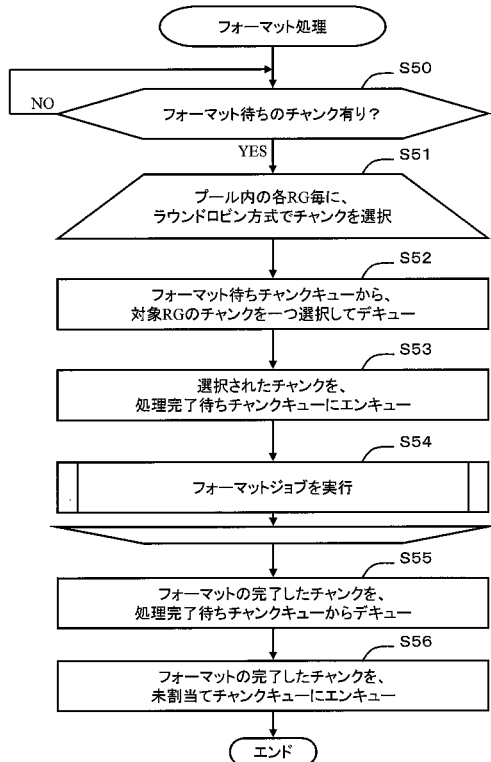 フォーマット処理
S50
フォーマット待ちのチャンク有り？
NO
YES
S51
プール内の各RG毎に、
ラウンドロビン方式でチャンクを選択
S52
フォーマット待ちチャンクキューから、
対象RGのチャンクを一つ選択してデキュー
S53
選択されたチャンクを、
処理完了待ちチャンクキューにエンキュー
S54
フォーマットジョブを実行
S55
フォーマットの完了したチャンクを、
処理完了待ちチャンクキューからデキュー
S56
フォーマットの完了したチャンクを、
未割当てチャンクキューにエンキュー
エンド